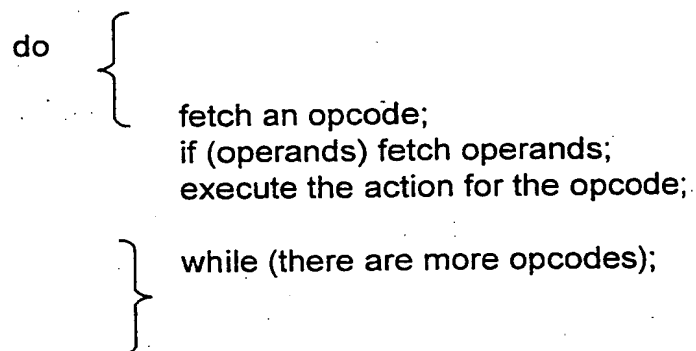 do {
fetch an opcode;
if (operands) fetch operands;
execute the action for the opcode;
} while (there are more opcodes);